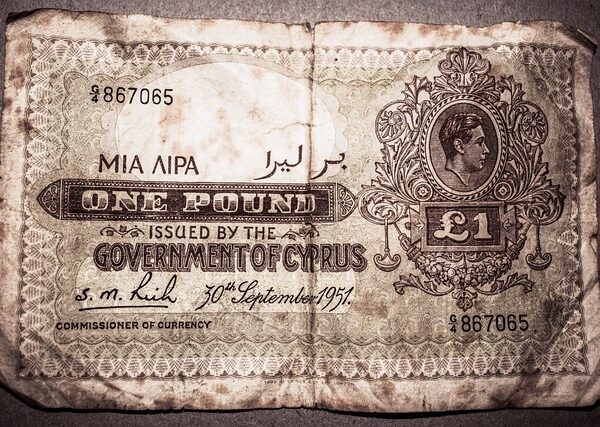 G/4 867065
ΜΙΑ ΛΙΡΑ بر ليرا
ONE POUND
ISSUED BY THE
GOVERNMENT OF CYPRUS
£1
30th September 1951.
COMMISSIONER OF CURRENCY
G/4 867065